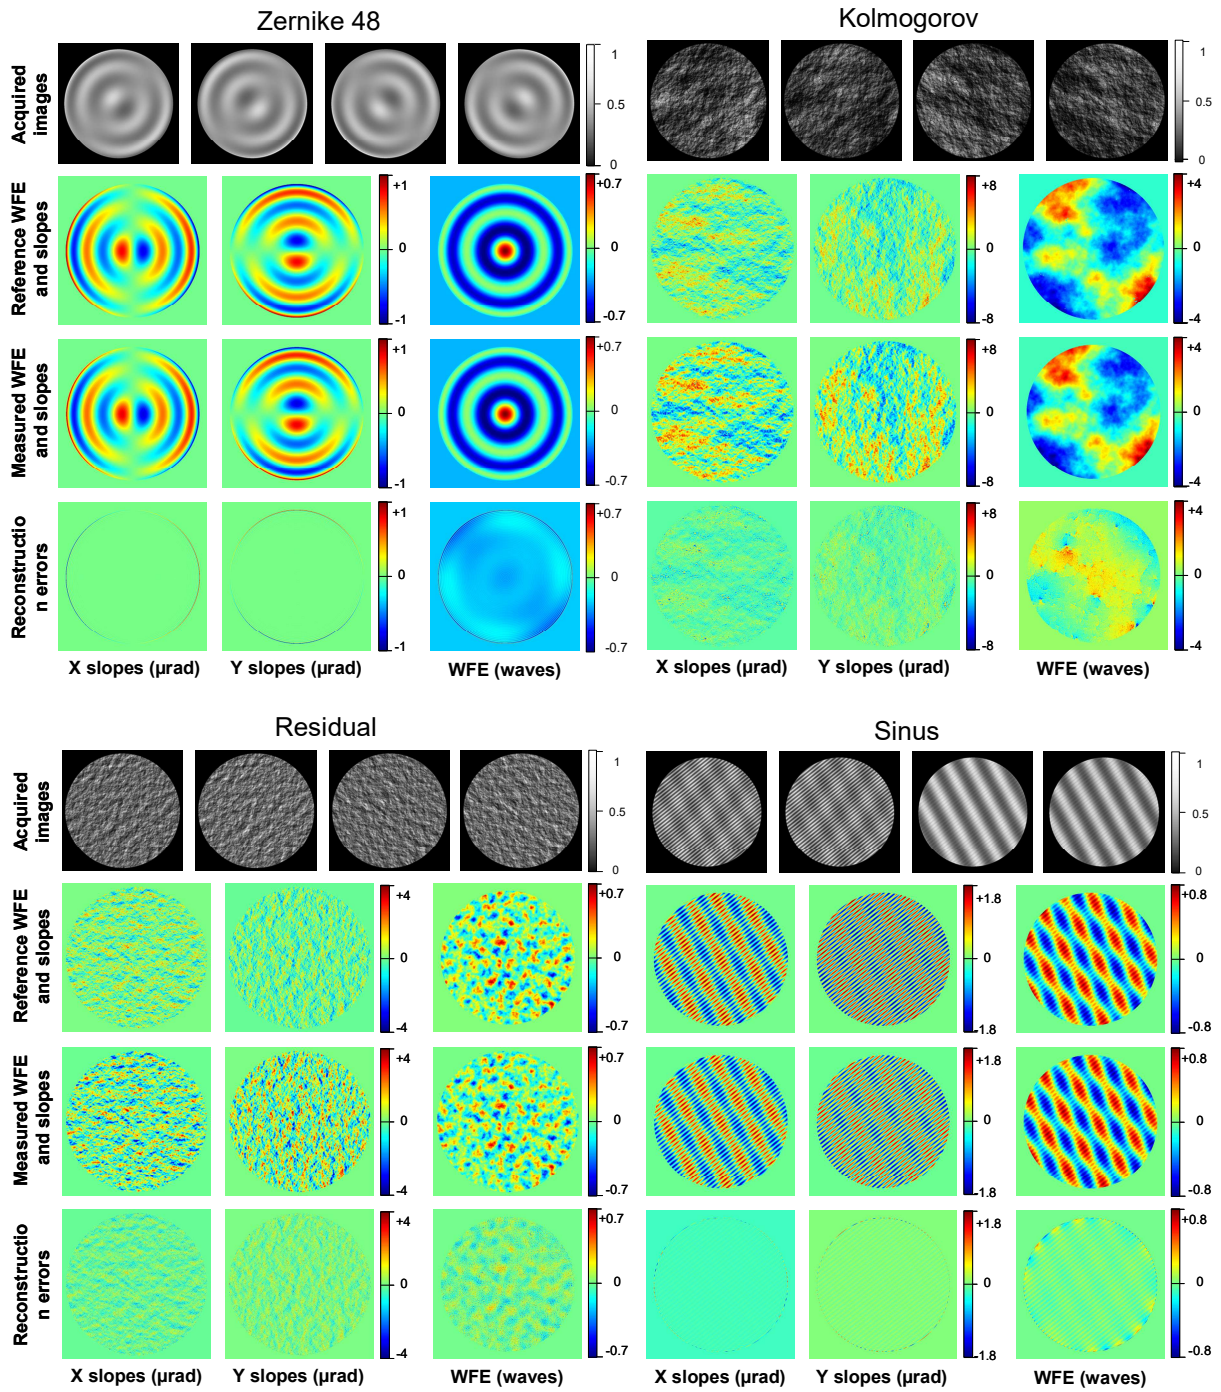 Zernike 48
Acquired
images
1
0.5
0
Reference WFE
and slopes
+1
0
-1
+0.7
0
-0.7
Measured WFE
and slopes
+1
0
-1
+0.7
0
-0.7
Reconstructio
n errors
+1
0
-1
+0.7
0
-0.7
X slopes (µrad)
Y slopes (µrad)
WFE (waves)
Kolmogorov
1
0.5
0
+8
0
-8
+4
0
-4
+8
0
-8
+4
0
-4
+8
0
-8
+4
0
-4
X slopes (µrad)
Y slopes (µrad)
WFE (waves)
Residual
Acquired
images
1
0.5
0
Reference WFE
and slopes
+4
0
-4
+0.7
0
-0.7
Measured WFE
and slopes
+4
0
-4
+0.7
0
-0.7
Reconstructio
n errors
+4
0
-4
+0.7
0
-0.7
X slopes (µrad)
Y slopes (µrad)
WFE (waves)
Sinus
1
0.5
0
+1.8
0
-1.8
+0.8
0
-0.8
+1.8
0
-1.8
+0.8
0
-0.8
+1.8
0
-1.8
+0.8
0
-0.8
X slopes (µrad)
Y slopes (µrad)
WFE (waves)